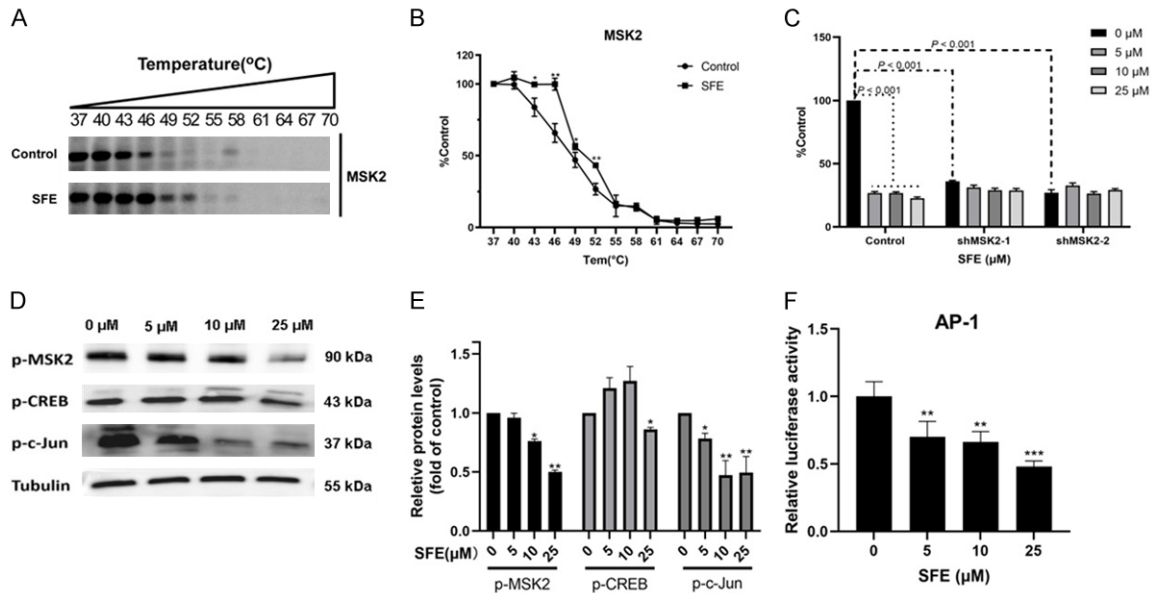 A
Temperature(°C)
37 40 43 46 49 52 55 58 61 64 67 70
Control
SFE
MSK2
B
MSK2
120
100
50
0
%Control
Control
SFE
* ** * **
37 40 43 46 49 52 55 58 61 64 67 70
Tem(°C)
C
150
100
50
0
%Control
P < 0.001
P < 0.001
P < 0.001
0 μM
5 μM
10 μM
25 μM
Control shMSK2-1 shMSK2-2
SFE (μM)
D
0 μM 5 μM 10 μM 25 μM
p-MSK2 90 kDa
p-CREB 43 kDa
p-c-Jun 37 kDa
Tubulin 55 kDa
E
Reletive protein levels
(fold of control)
1.5
1.0
0.5
0.0
* ** * * ** **
SFE(μM) 0 5 10 25 0 5 10 25 0 5 10 25
p-MSK2 p-CREB p-c-Jun
F
AP-1
Relative luciferase activity
1.5
1.0
0.5
0.0
** ** ***
0 5 10 25
SFE (μM)